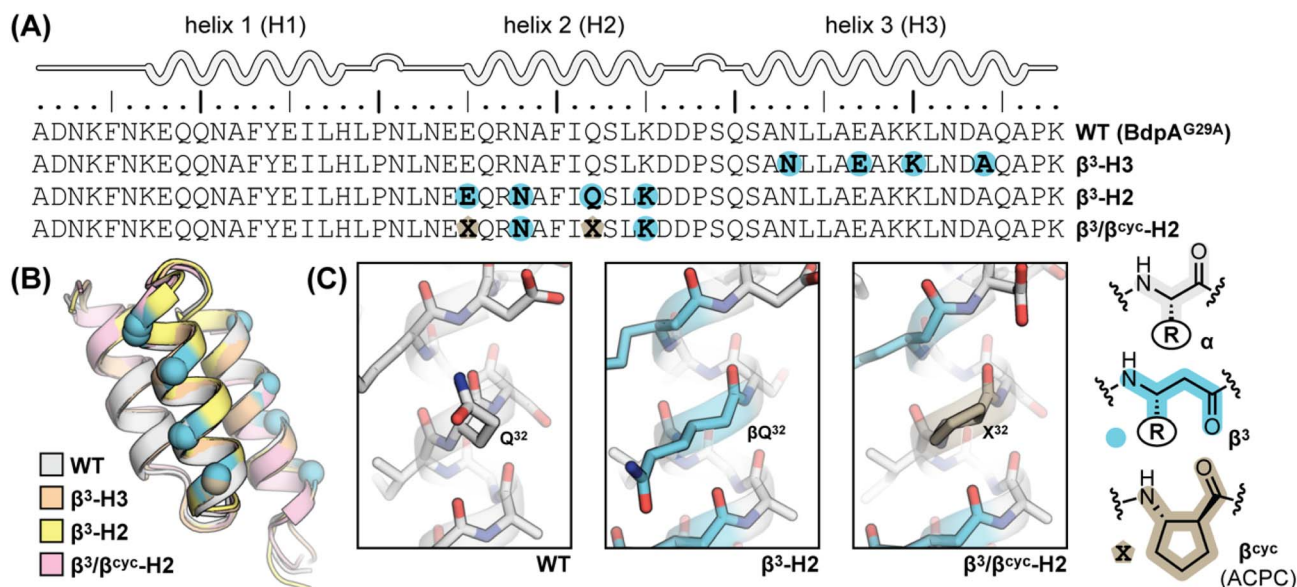 (A)
helix 1 (H1) helix 2 (H2) helix 3 (H3)
ADNKFNKEQQNAFYEILHLPNLNEEQRNAFIQSLKDDPSQSANLLAEAKKLNDAQAPK WT (BdpA^G29A)
ADNKFNKEQQNAFYEILHLPNLNEEQRNAFIQSLKDDPSQSANLLAEAKKLNDAQAPK β³-H3
ADNKFNKEQQNAFYEILHLPNLNEEQRNAFIQSLKDDPSQSANLLAEAKKLNDAQAPK β³-H2
ADNKFNKEQQNAFYEILHLPNLNEXQRNAFIXSLKDDPSQSANLLAEAKKLNDAQAPK β³/β^cyc-H2
(B)
WT
β³-H3
β³-H2
β³/β^cyc-H2
(C)
Q³²
WT
βQ³²
β³-H2
X³²
β³/β^cyc-H2
H
N
O
R
α
H
N
O
R
β³
H
N
O
X
β^cyc
(ACPC)